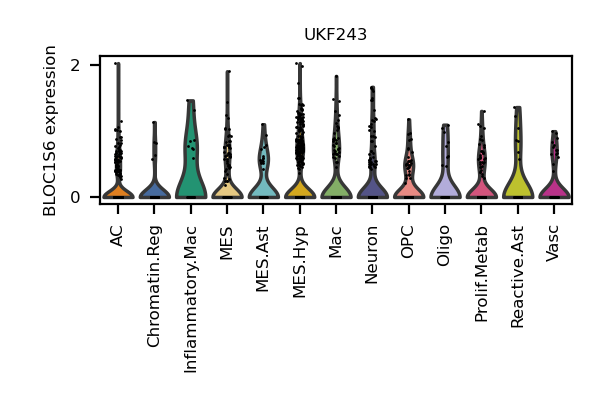 UKF243
BLOC1S6 expression
2
0
AC
Chromatin.Reg
Inflammatory.Mac
MES
MES.Ast
MES.Hyp
Mac
Neuron
OPC
Oligo
Prolif.Metab
Reactive.Ast
Vasc